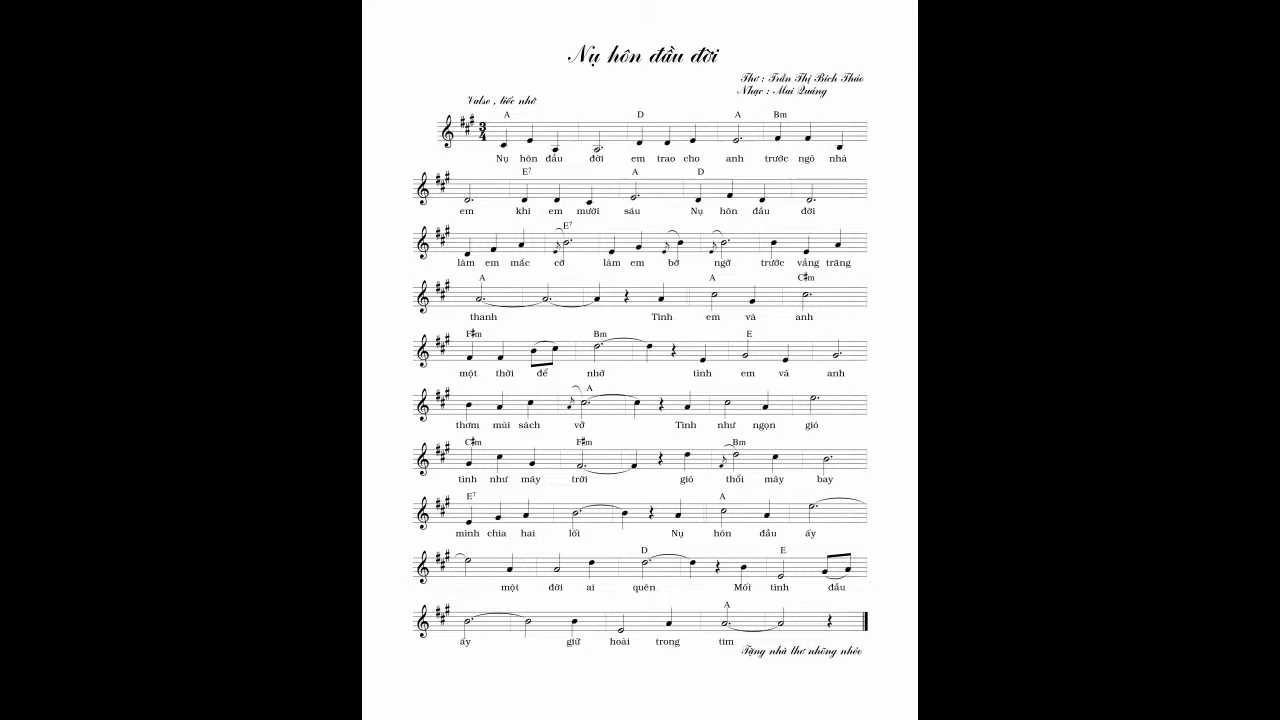 Nụ hôn đầu đời
Thơ : Trần Thị Bích Thảo
Nhạc : Mai Quảng
Valse , tiếc nhớ
A D A Bm
3
4
Nụ hôn đầu đời em trao cho anh trước ngõ nhà
E7 A D
em khi em mười sáu Nụ hôn đầu đời
E7
làm em mắc cỡ làm em bỡ ngỡ trước vầng trăng
A A C#m
thanh Tình em và anh
F#m Bm E
một thời để nhớ tình em và anh
A
thơm mùi sách vở Tình như ngọn gió
C#m F#m Bm
tình như mây trời gió thổi mây bay
E7 A
mình chia hai lối Nụ hôn đầu ấy
D E
một đời ai quên Mối tình đầu
A
ấy giữ hoài trong tim
Tặng nhà thơ nhõng nhẽo